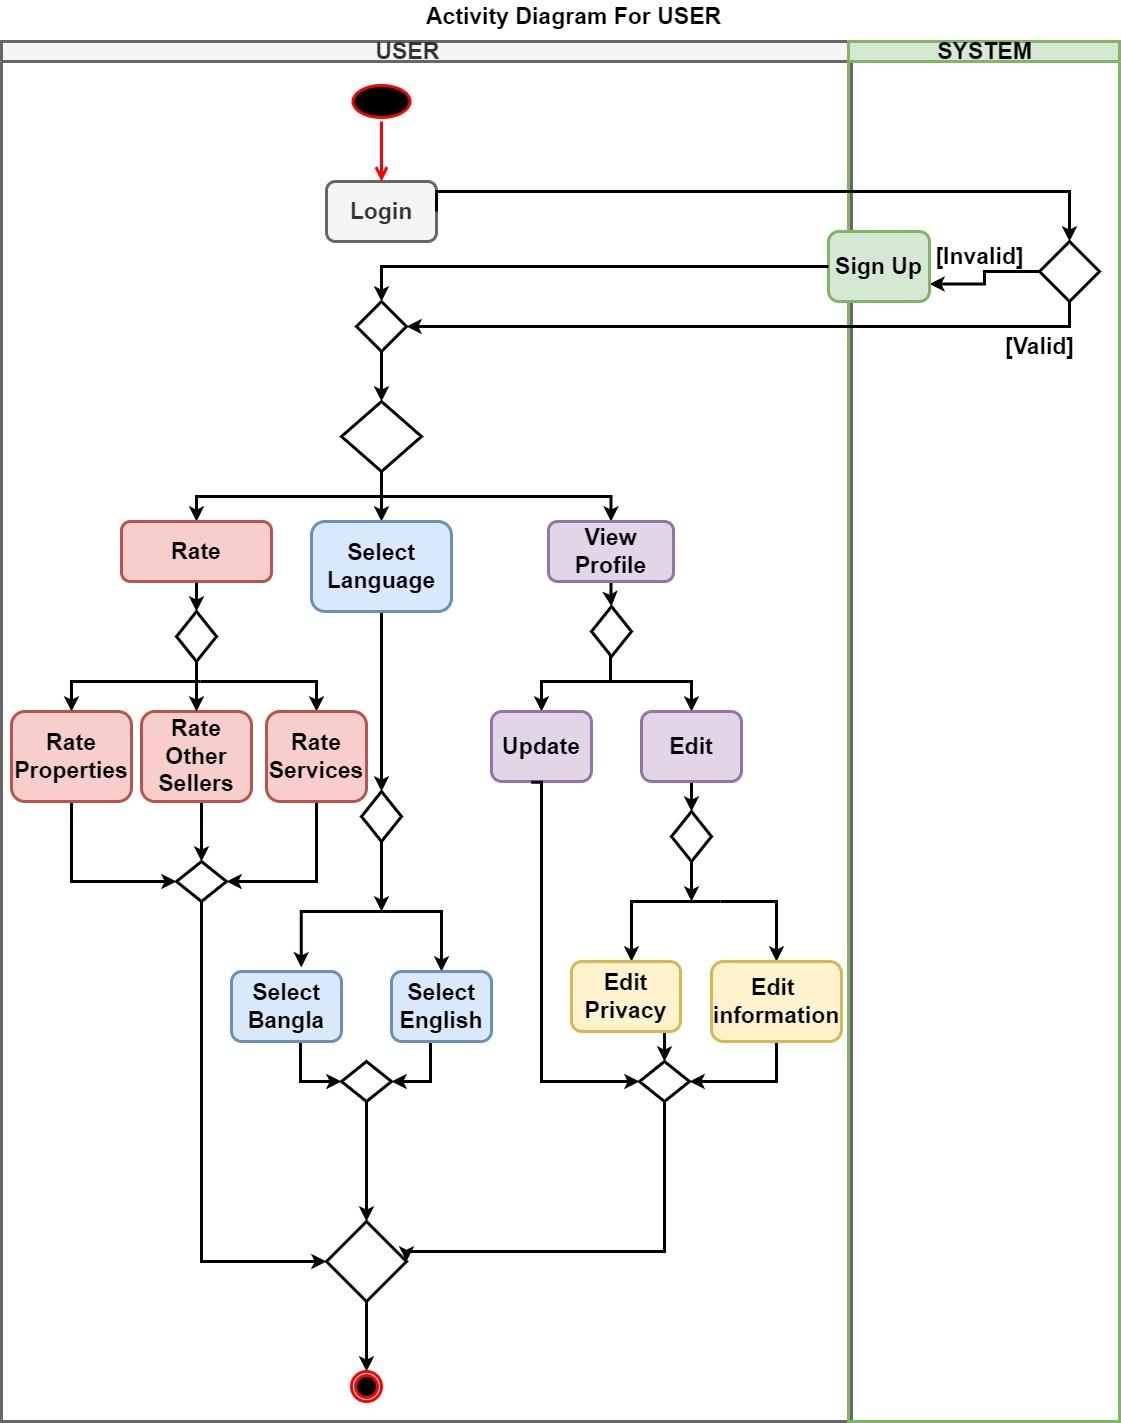 Activity Diagram For USER
USER
SYSTEM
Login
Sign Up
[Invalid]
[Valid]
Rate
Select
Language
View
Profile
Rate
Properties
Rate
Other
Sellers
Rate
Services
Update
Edit
Select
Bangla
Select
English
Edit
Privacy
Edit
information